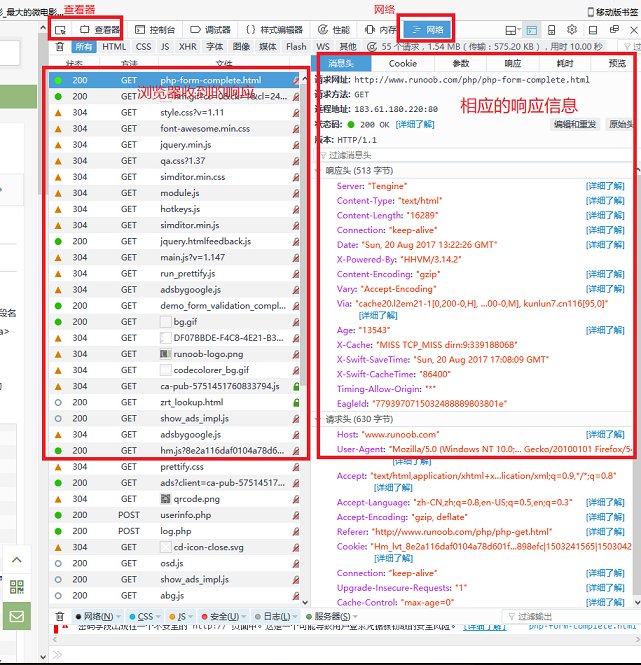 最大的微电影... 查看器 网络 移动版书签
查看器 控制台 调试器 样式编辑器 性能 内存 网络
所有 HTML CSS JS XHR 字体 图像 媒体 Flash WS 其他 55 个请求，1.54 MB (传输：575.20 KB)，用时 10.00 秒
状态 方法 文件
200 GET php-form-complete.html
浏览器收到的响应
200 GET
304 GET style.css?v=1.11
304 GET font-awesome.min.css
304 GET jquery.min.js
304 GET qa.css?1.37
304 GET simditor.min.css
304 GET module.js
304 GET hotkeys.js
304 GET simditor.min.js
200 GET jquery.htmlfeedback.js
304 GET main.js?v=1.147
304 GET run_prettify.js
304 GET adsbygoogle.js
200 GET demo_form_validation_compl...
200 GET bg.gif
304 GET DF07BBDE-F4C8-4E21-B3...
304 GET runoob-logo.png
304 GET codecolorer_bg.gif
304 GET ca-pub-5751451760833794.js
200 GET zrt_lookup.html
200 GET show_ads_impl.js
304 GET adsbygoogle.js
200 GET hm.js?8e2a116daf0104a78d6...
304 GET prettify.css
200 GET ads?client=ca-pub-57514517...
304 GET qrcode.png
200 POST userinfo.php
200 POST log.php
304 GET cd-icon-close.svg
200 GET osd.js
200 GET show_ads_impl.js
200 GET abg.js
消息头 Cookie 参数 响应 耗时 预览
请求网址: http://www.runoob.com/php/php-form-complete.html
请求方法: GET
远程地址: 183.61.180.220:80
相应的响应信息
状态码: 200 OK [详细了解] 编辑和重发 原始头
版本: HTTP/1.1
过滤消息头
响应头 (513 字节)
Server: "Tengine" [详细了解]
Content-Type: "text/html" [详细了解]
Content-Length: "16289" [详细了解]
Connection: "keep-alive" [详细了解]
Date: "Sun, 20 Aug 2017 13:22:26 GMT" [详细了解]
X-Powered-By: "HHVM/3.14.2"
Content-Encoding: "gzip" [详细了解]
Vary: "Accept-Encoding" [详细了解]
Via: "cache20.l2em21-1[0,200-0,H], ...00-0,M], kunlun7.cn116[95,0]"
[详细了解]
Age: "13543" [详细了解]
X-Cache: "MISS TCP_MISS dirn:9:339188068"
X-Swift-SaveTime: "Sun, 20 Aug 2017 17:08:09 GMT"
X-Swift-CacheTime: "86400"
Timing-Allow-Origin: "*"
EagleId: "7793970715032488889803801e"
请求头 (630 字节)
Host: "www.runoob.com" [详细了解]
User-Agent: "Mozilla/5.0 (Windows NT 10.0;... Gecko/20100101 Firefox/5
[详细了解]
Accept: "text/html,application/xhtml+x...lication/xml;q=0.9,*/*;q=0.8"
[详细了解]
Accept-Language: "zh-CN,zh;q=0.8,en-US;q=0.5,en;q=0.3" [详细了解]
Accept-Encoding: "gzip, deflate" [详细了解]
Referer: "http://www.runoob.com/php/php-get.html" [详细了解]
Cookie: "Hm_lvt_8e2a116daf0104a78d601f...898efc|1503241565|1503042
[详细了解]
Connection: "keep-alive" [详细了解]
Upgrade-Insecure-Requests: "1" [详细了解]
Cache-Control: "max-age=0" [详细了解]
段名
a>
网络(N) CSS JS 安全(U) 日志(L) 服务器(S) 过滤输出
[详细了解] php-form-complete.html